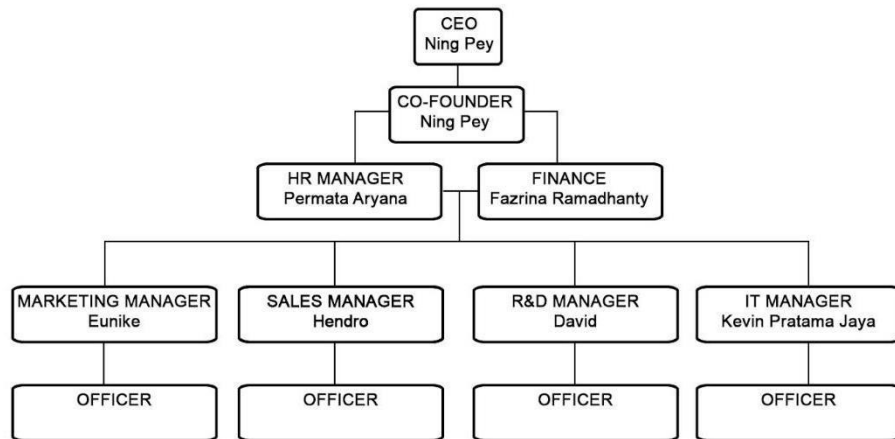 CEO
Ning Pey
CO-FOUNDER
Ning Pey
HR MANAGER
Permata Aryana
FINANCE
Fazrina Ramadhanty
MARKETING MANAGER
Eunike
SALES MANAGER
Hendro
R&D MANAGER
David
IT MANAGER
Kevin Pratama Jaya
OFFICER
OFFICER
OFFICER
OFFICER